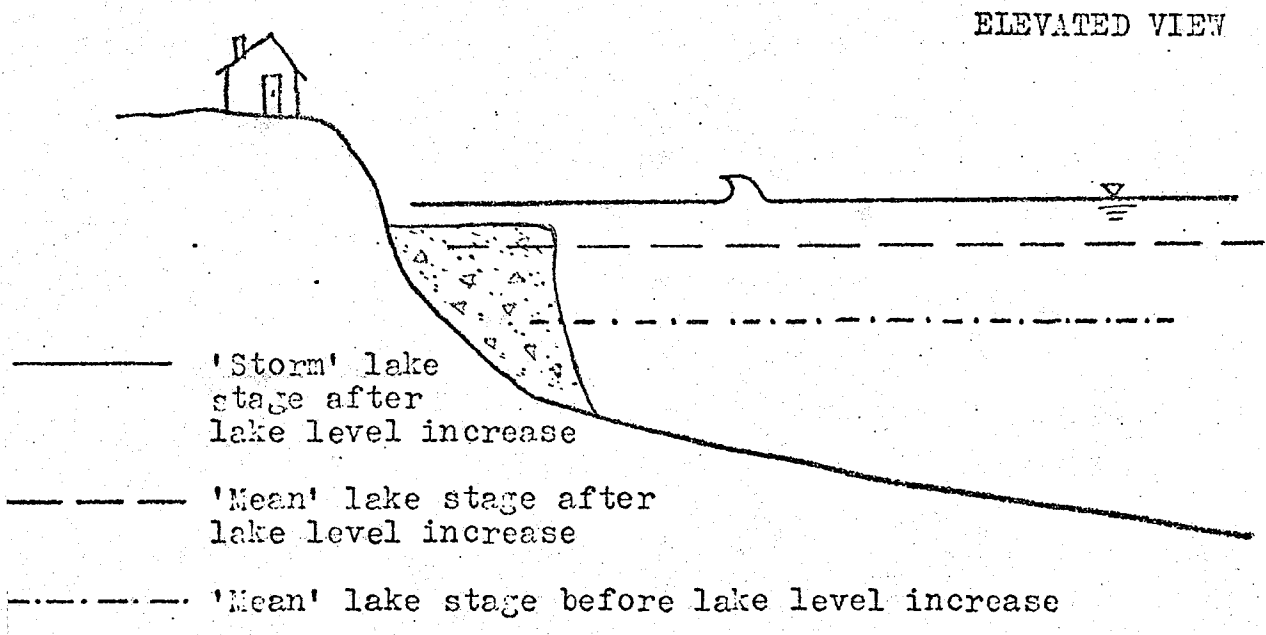 ELEVATED VIEW
'Storm' lake
stage after
lake level increase
'Mean' lake stage after
lake level increase
'Mean' lake stage before lake level increase